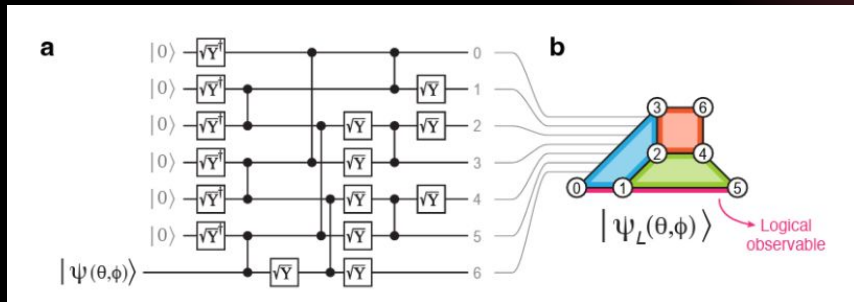 a
b
|0⟩ √Y† 0
|0⟩ √Y† √Y 1
|0⟩ √Y† √Y √Y 2
|0⟩ √Y† √Y 3
|0⟩ √Y† √Y √Y 4
|0⟩ √Y† √Y 5
|ψ(θ,ϕ)⟩ √Y √Y 6
3 6
2 4
0 1 5
|ψL(θ,ϕ)⟩
Logical
observable